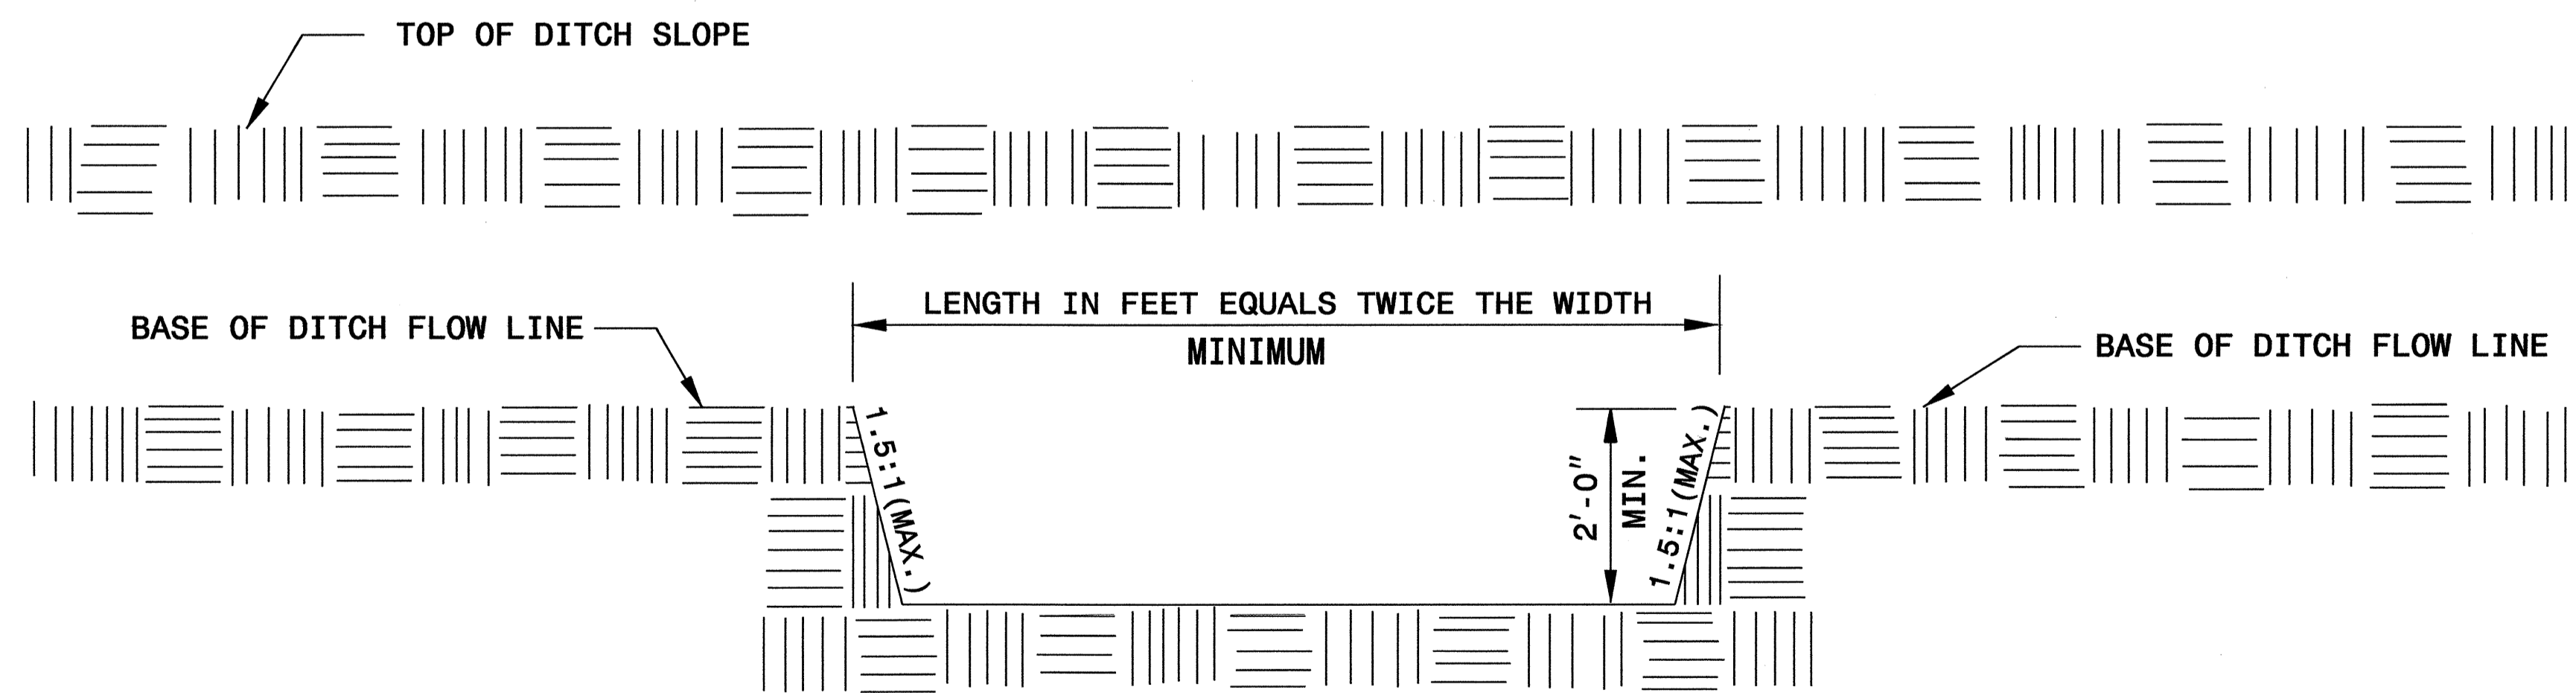 TOP OF DITCH SLOPE
LENGTH IN FEET EQUALS TWICE THE WIDTH
MINIMUM
BASE OF DITCH FLOW LINE
BASE OF DITCH FLOW LINE
1.5:1(MAX.)
2'-0"
MIN.
1.5:1(MAX.)